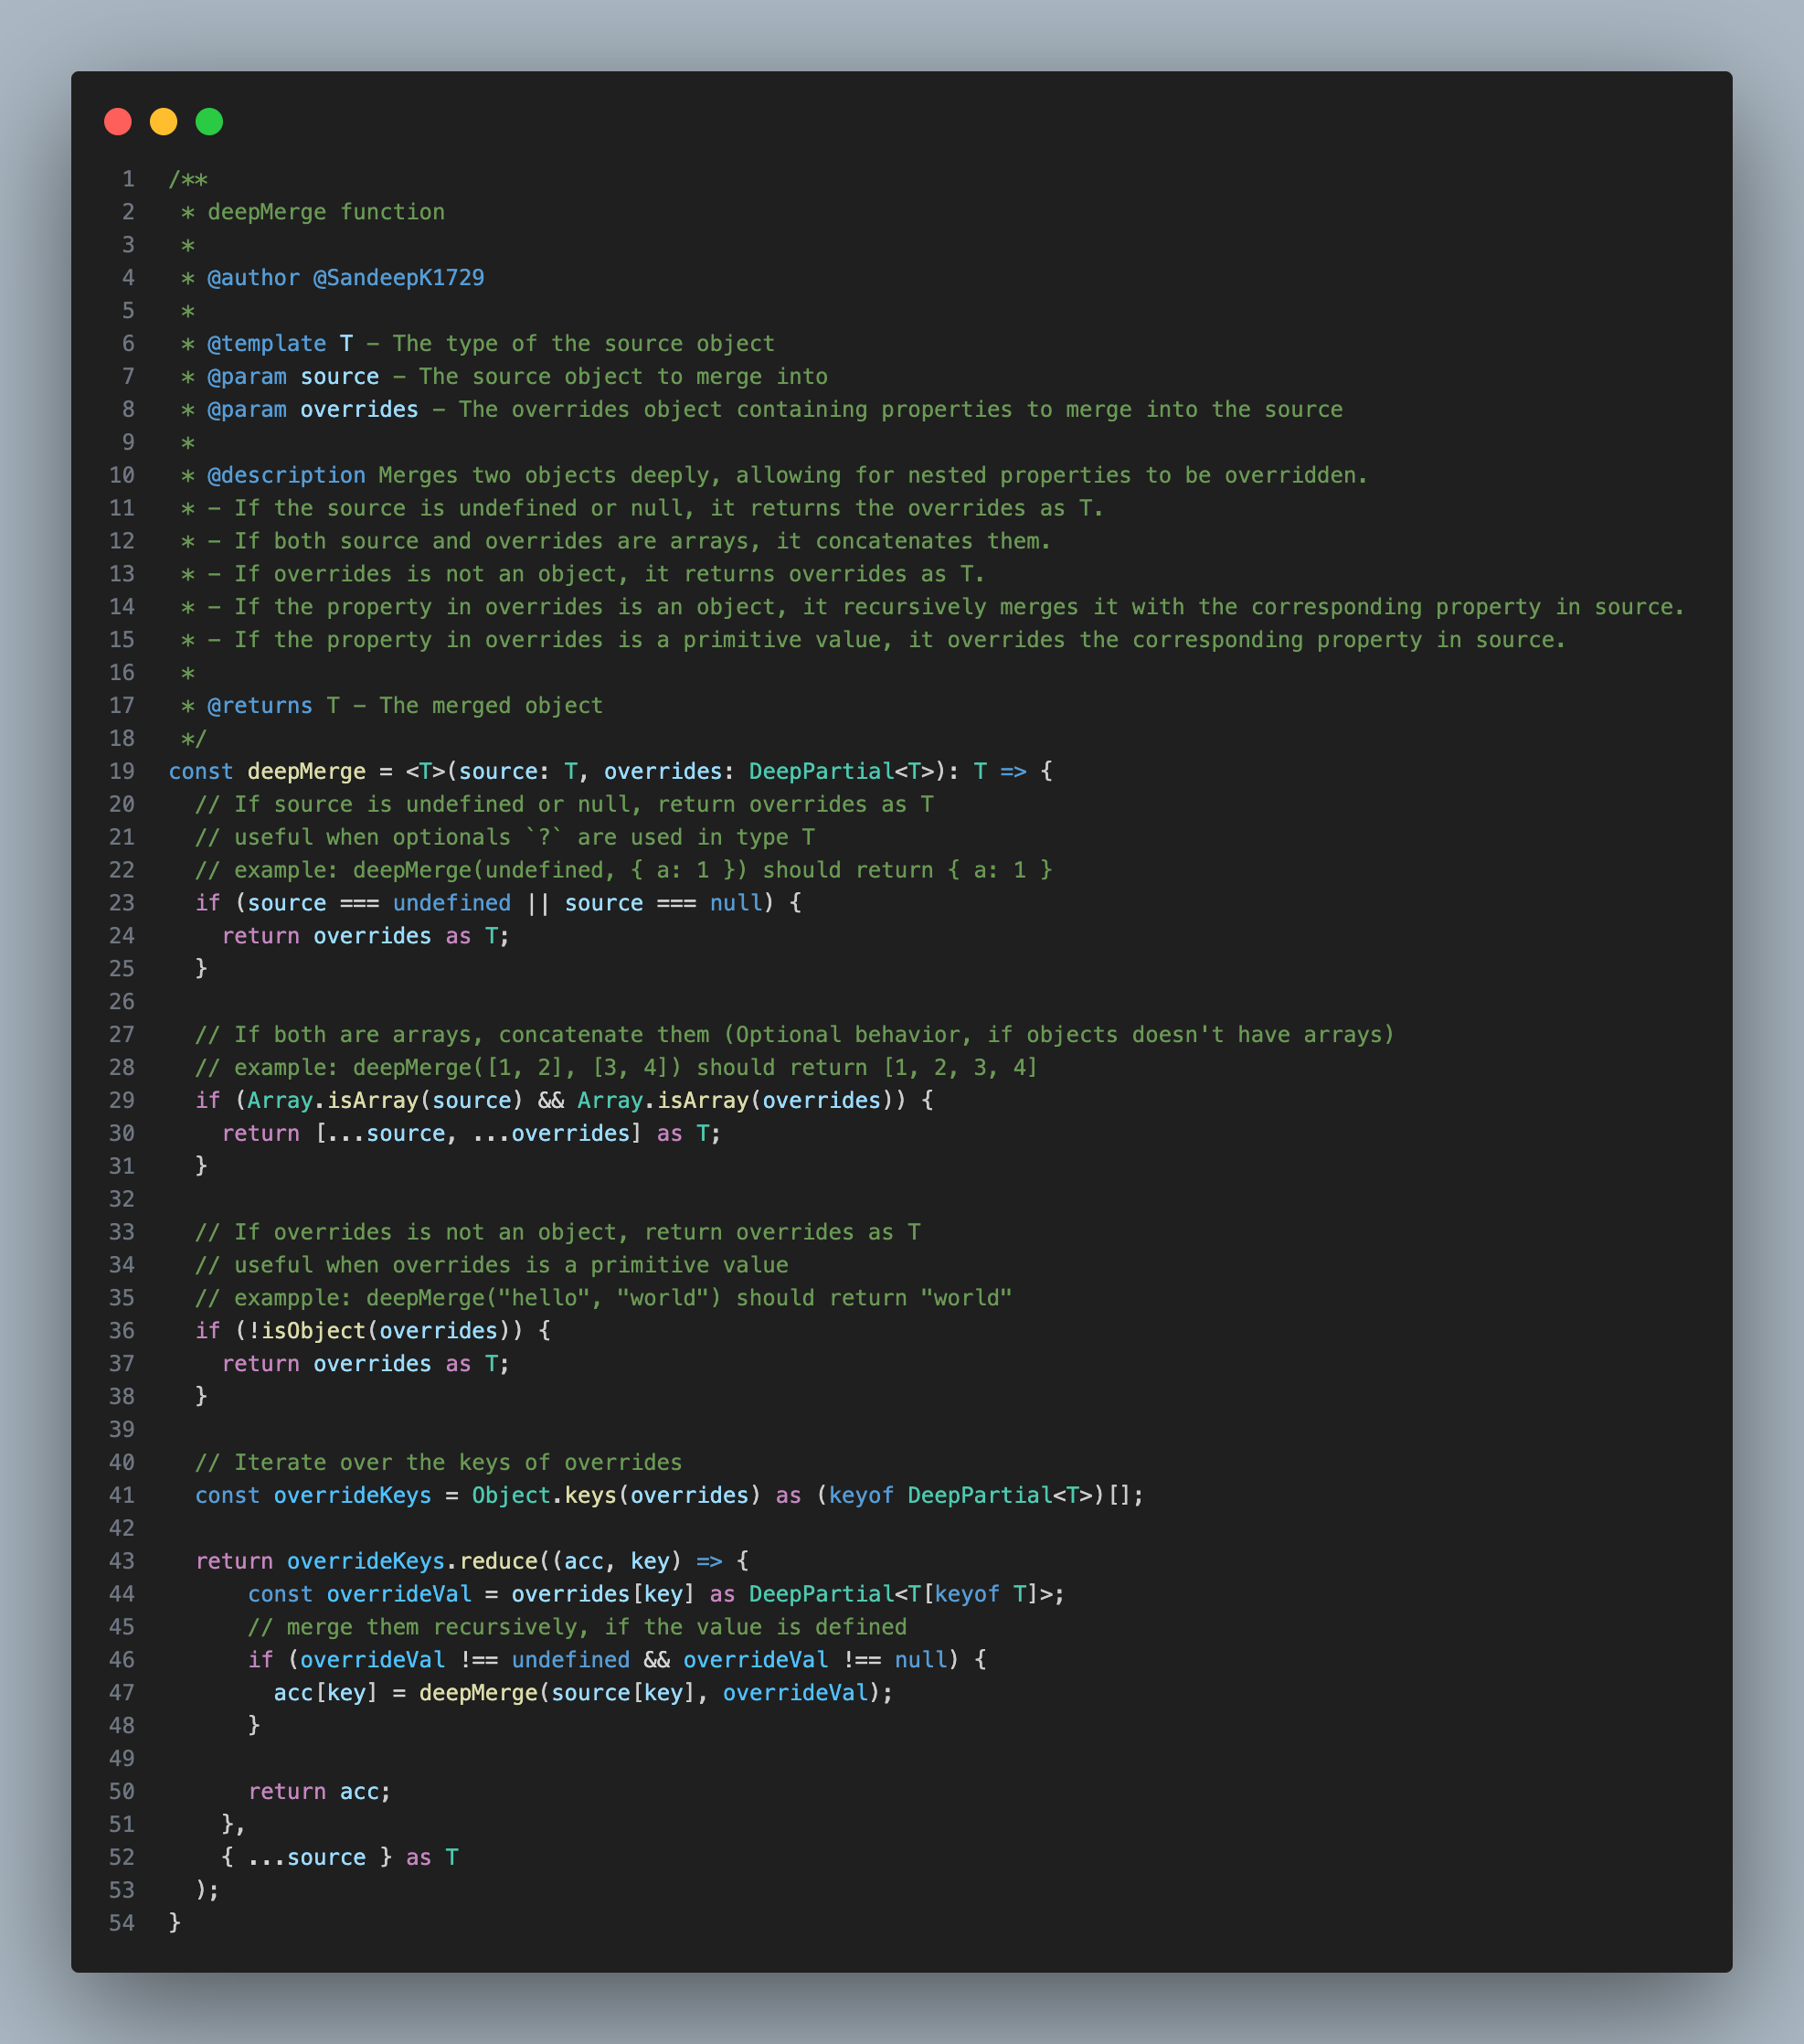 1 /**
2  * deepMerge function
3  *
4  * @author @SandeepK1729
5  *
6  * @template T - The type of the source object
7  * @param source - The source object to merge into
8  * @param overrides - The overrides object containing properties to merge into the source
9  *
10  * @description Merges two objects deeply, allowing for nested properties to be overridden.
11  * - If the source is undefined or null, it returns the overrides as T.
12  * - If both source and overrides are arrays, it concatenates them.
13  * - If overrides is not an object, it returns overrides as T.
14  * - If the property in overrides is an object, it recursively merges it with the corresponding property in source.
15  * - If the property in overrides is a primitive value, it overrides the corresponding property in source.
16  *
17  * @returns T - The merged object
18  */
19 const deepMerge = <T>(source: T, overrides: DeepPartial<T>): T => {
20   // If source is undefined or null, return overrides as T
21   // useful when optionals `?` are used in type T
22   // example: deepMerge(undefined, { a: 1 }) should return { a: 1 }
23   if (source === undefined || source === null) {
24     return overrides as T;
25   }
26
27   // If both are arrays, concatenate them (Optional behavior, if objects doesn't have arrays)
28   // example: deepMerge([1, 2], [3, 4]) should return [1, 2, 3, 4]
29   if (Array.isArray(source) && Array.isArray(overrides)) {
30     return [...source, ...overrides] as T;
31   }
32
33   // If overrides is not an object, return overrides as T
34   // useful when overrides is a primitive value
35   // exampple: deepMerge("hello", "world") should return "world"
36   if (!isObject(overrides)) {
37     return overrides as T;
38   }
39
40   // Iterate over the keys of overrides
41   const overrideKeys = Object.keys(overrides) as (keyof DeepPartial<T>)[];
42
43   return overrideKeys.reduce((acc, key) => {
44       const overrideVal = overrides[key] as DeepPartial<T[keyof T]>;
45       // merge them recursively, if the value is defined
46       if (overrideVal !== undefined && overrideVal !== null) {
47         acc[key] = deepMerge(source[key], overrideVal);
48       }
49
50       return acc;
51     },
52     { ...source } as T
53   );
54 }